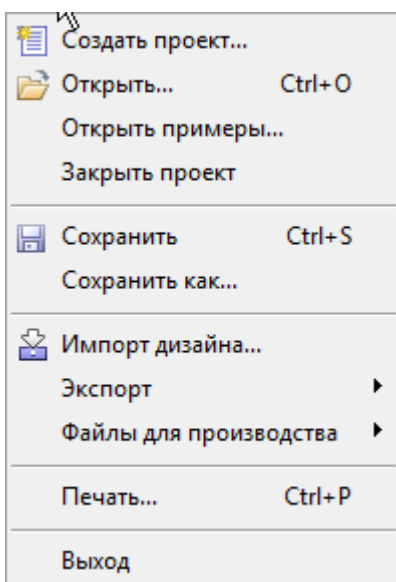 Создать проект...
Открыть... Ctrl+O
Открыть примеры...
Закрыть проект
Сохранить Ctrl+S
Сохранить как...
Импорт дизайна...
Экспорт
Файлы для производства
Печать... Ctrl+P
Выход